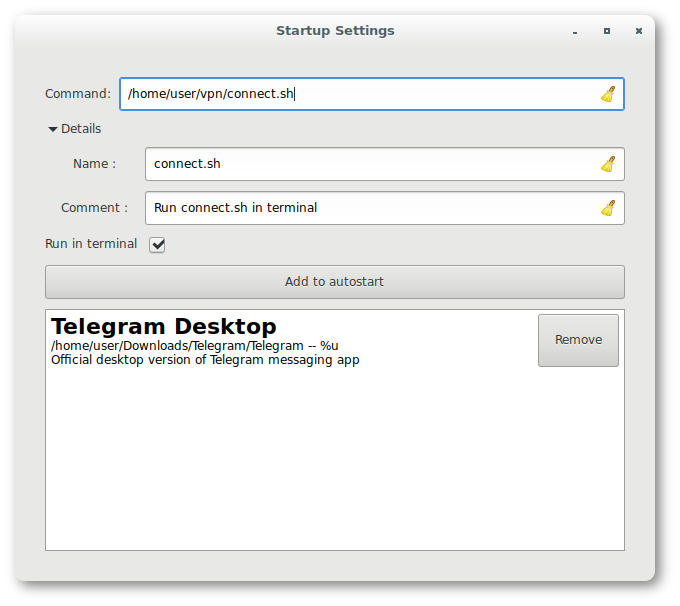 Startup Settings
Command: /home/user/vpn/connect.sh
Details
Name : connect.sh
Comment : Run connect.sh in terminal
Run in terminal
Add to autostart
Telegram Desktop
Remove
/home/user/Downloads/Telegram/Telegram -- %u
Official desktop version of Telegram messaging app